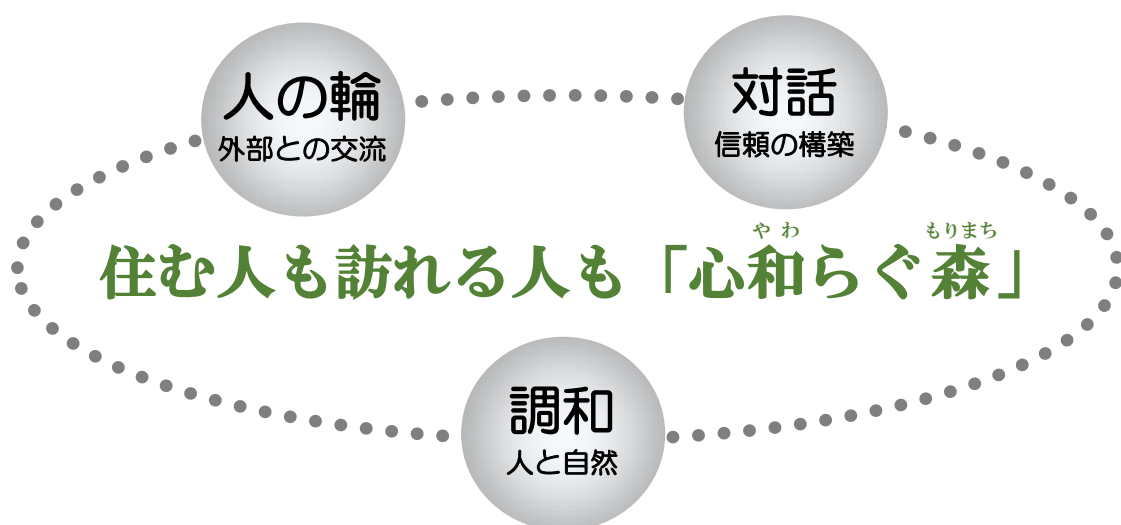 人の輪
外部との交流
対話
信頼の構築
やわ もりまち
住む人も訪れる人も「心和らぐ森」
調和
人と自然